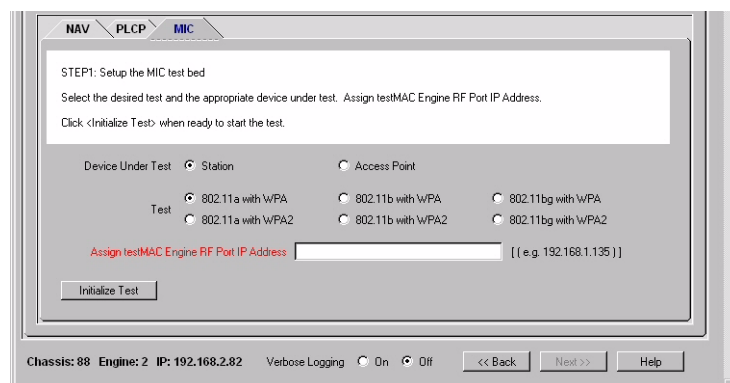 NAV PLCP MIC
STEP1: Setup the MIC test bed
Select the desired test and the appropriate device under test. Assign testMAC Engine RF Port IP Address.
Click <Initialize Test> when ready to start the test.
Device Under Test Station Access Point
802.11a with WPA 802.11b with WPA 802.11bg with WPA
Test
802.11a with WPA2 802.11b with WPA2 802.11bg with WPA2
Assign testMAC Engine RF Port IP Address [ ( e.g. 192.168.1.135 ) ]
Initialize Test
Chassis: 88 Engine: 2 IP: 192.168.2.82 Verbose Logging On Off << Back Next >> Help